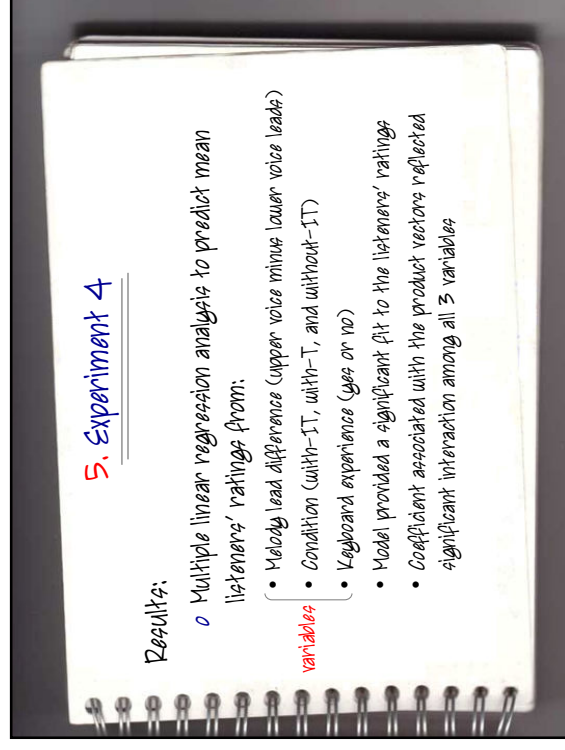 5. Experiment 4
Results:
o Multiple linear regression analysis to predict mean
listeners' ratings from:
• Melody lead difference (upper voice minus lower voice leads)
variables • Condition (with-IT, with-T, and without-IT)
• Keyboard experience (yes or no)
• Model provided a significant fit to the listeners' ratings
• Coefficient associated with the product vectors reflected
significant interaction among all 3 variables